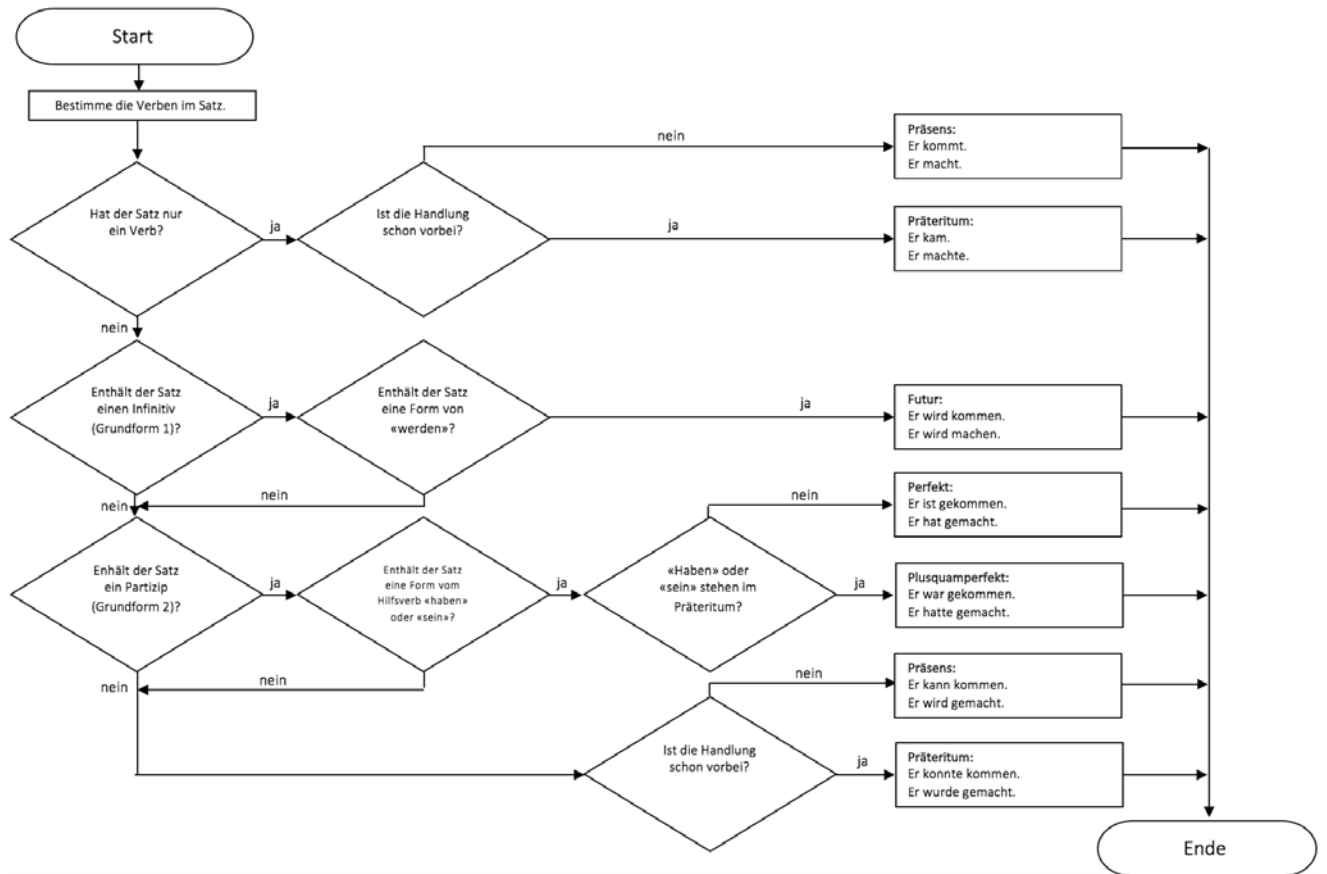 Start
Bestimme die Verben im Satz.
nein
Präsens:
Er kommt.
Er macht.
Hat der Satz nur
ein Verb?
ja
Ist die Handlung
schon vorbei?
ja
Präteritum:
Er kam.
Er machte.
nein
Enthält der Satz
einen Infinitiv
(Grundform 1)?
ja
Enthält der Satz
eine Form von
«werden»?
ja
Futur:
Er wird kommen.
Er wird machen.
nein
nein
nein
Perfekt:
Er ist gekommen.
Er hat gemacht.
Enhält der Satz
ein Partizip
(Grundform 2)?
ja
Enthält der Satz
eine Form vom
Hilfsverb «haben»
oder «sein»?
ja
«Haben» oder
«sein» stehen im
Präteritum?
ja
Plusquamperfekt:
Er war gekommen.
Er hatte gemacht.
nein
nein
nein
Präsens:
Er kann kommen.
Er wird gemacht.
Ist die Handlung
schon vorbei?
ja
Präteritum:
Er konnte kommen.
Er wurde gemacht.
Ende